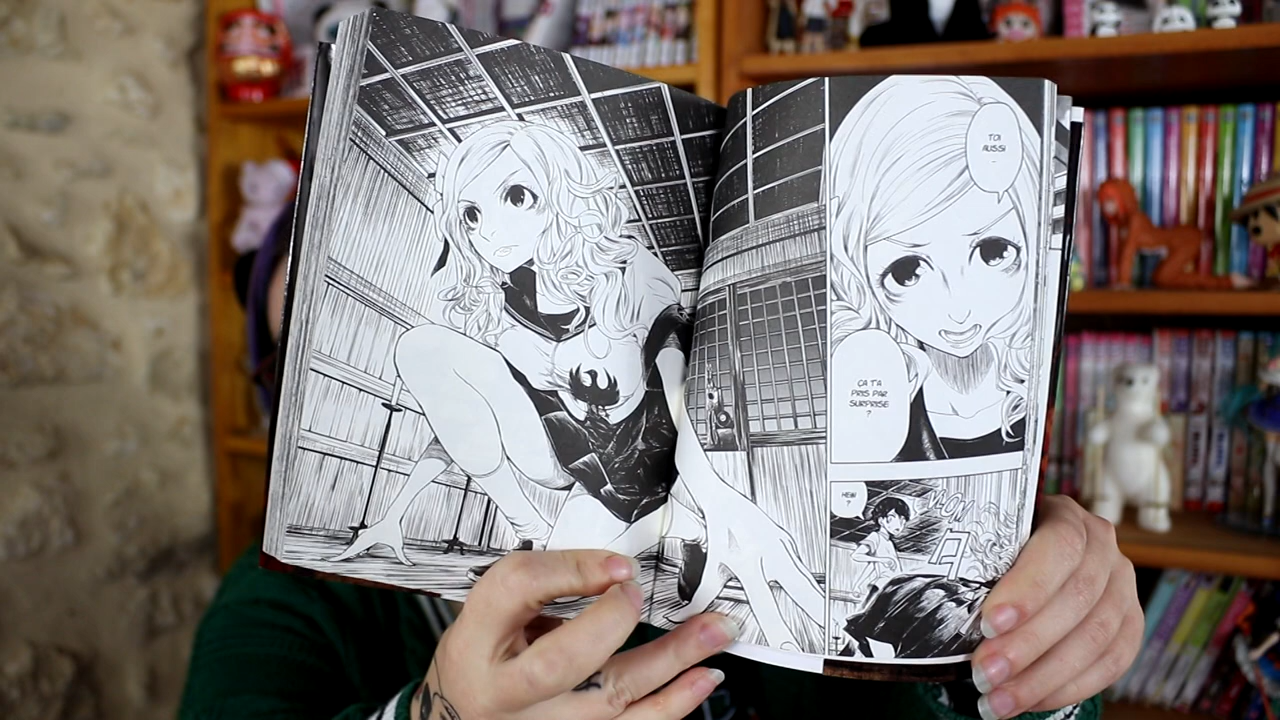 TOI
AUSSI
...
ÇA T'A
PRIS PAR
SURPRISE
?
HEIN
?